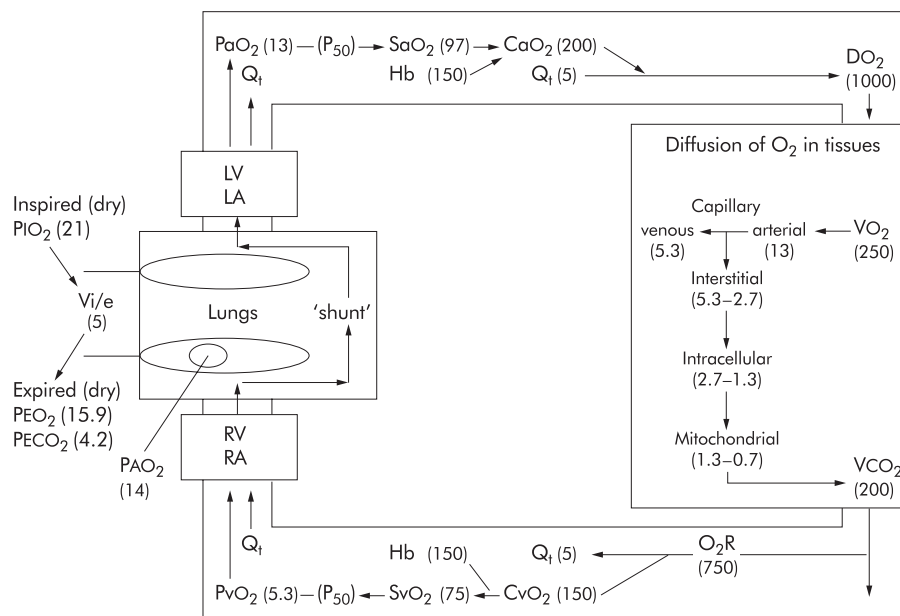 PaO₂ (13) — (P₅₀) → SaO₂ (97) → CaO₂ (200)
DO₂
(1000)
Qₜ
Hb (150)
Qₜ (5)
Diffusion of O₂ in tissues
LV
LA
Capillary
venous
(5.3)
arterial
(13)
VO₂
(250)
Inspired (dry)
PIO₂ (21)
Interstitial
(5.3–2.7)
Vi/e
(5)
Lungs
'shunt'
Intracellular
(2.7–1.3)
Expired (dry)
PEO₂ (15.9)
PECO₂ (4.2)
Mitochondrial
(1.3–0.7)
RV
RA
PAO₂
(14)
VCO₂
(200)
Qₜ
Hb (150)
Qₜ (5)
O₂R
(750)
PvO₂ (5.3) — (P₅₀) ← SvO₂ (75) ← CvO₂ (150)